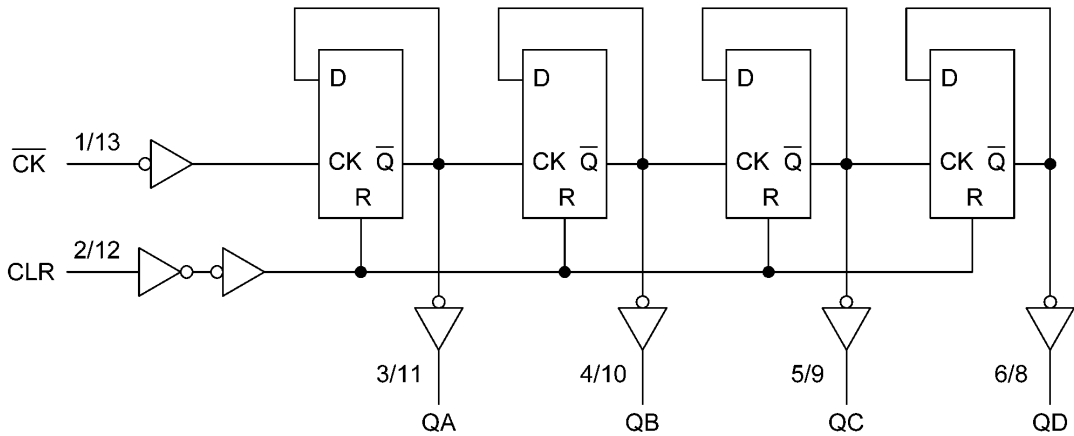 D D D D
C̅K̅ 1/13 CK Q̅ CK Q̅ CK Q̅ CK Q̅
R R R R
CLR 2/12
3/11 4/10 5/9 6/8
QA QB QC QD